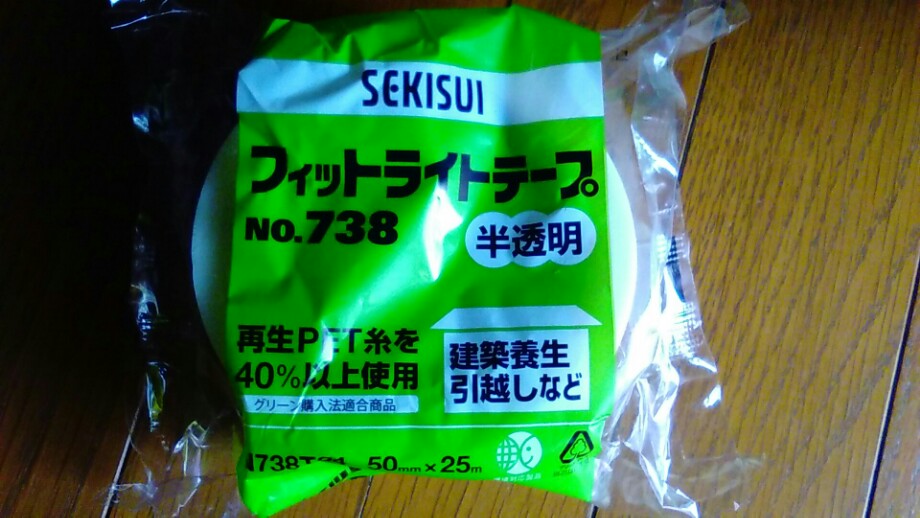 SEKISUI
フィットライトテープ
No.738
半透明
再生PET糸を
40%以上使用
グリーン購入法適合商品
建築養生
引越しなど
50mm×25m